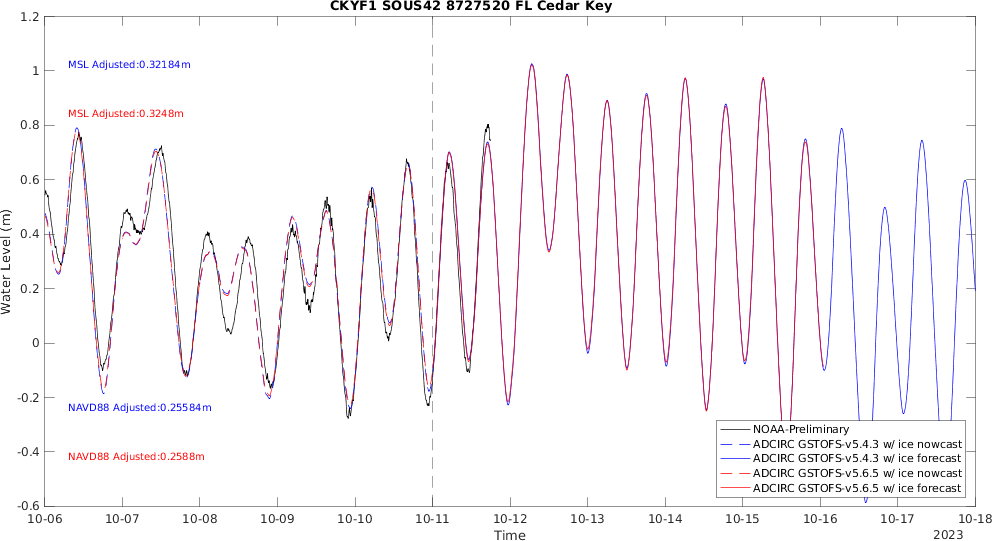 CKYF1 SOUS42 8727520 FL Cedar Key
1.2
1
0.8
0.6
0.4
0.2
0
-0.2
-0.4
-0.6
Water Level (m)
MSL Adjusted:0.32184m
MSL Adjusted:0.3248m
NAVD88 Adjusted:0.25584m
NAVD88 Adjusted:0.2588m
NOAA-Preliminary
ADCIRC GSTOFS-v5.4.3 w/ ice nowcast
ADCIRC GSTOFS-v5.4.3 w/ ice forecast
ADCIRC GSTOFS-v5.6.5 w/ ice nowcast
ADCIRC GSTOFS-v5.6.5 w/ ice forecast
10-06 10-07 10-08 10-09 10-10 10-11 10-12 10-13 10-14 10-15 10-16 10-17 10-18
Time
2023